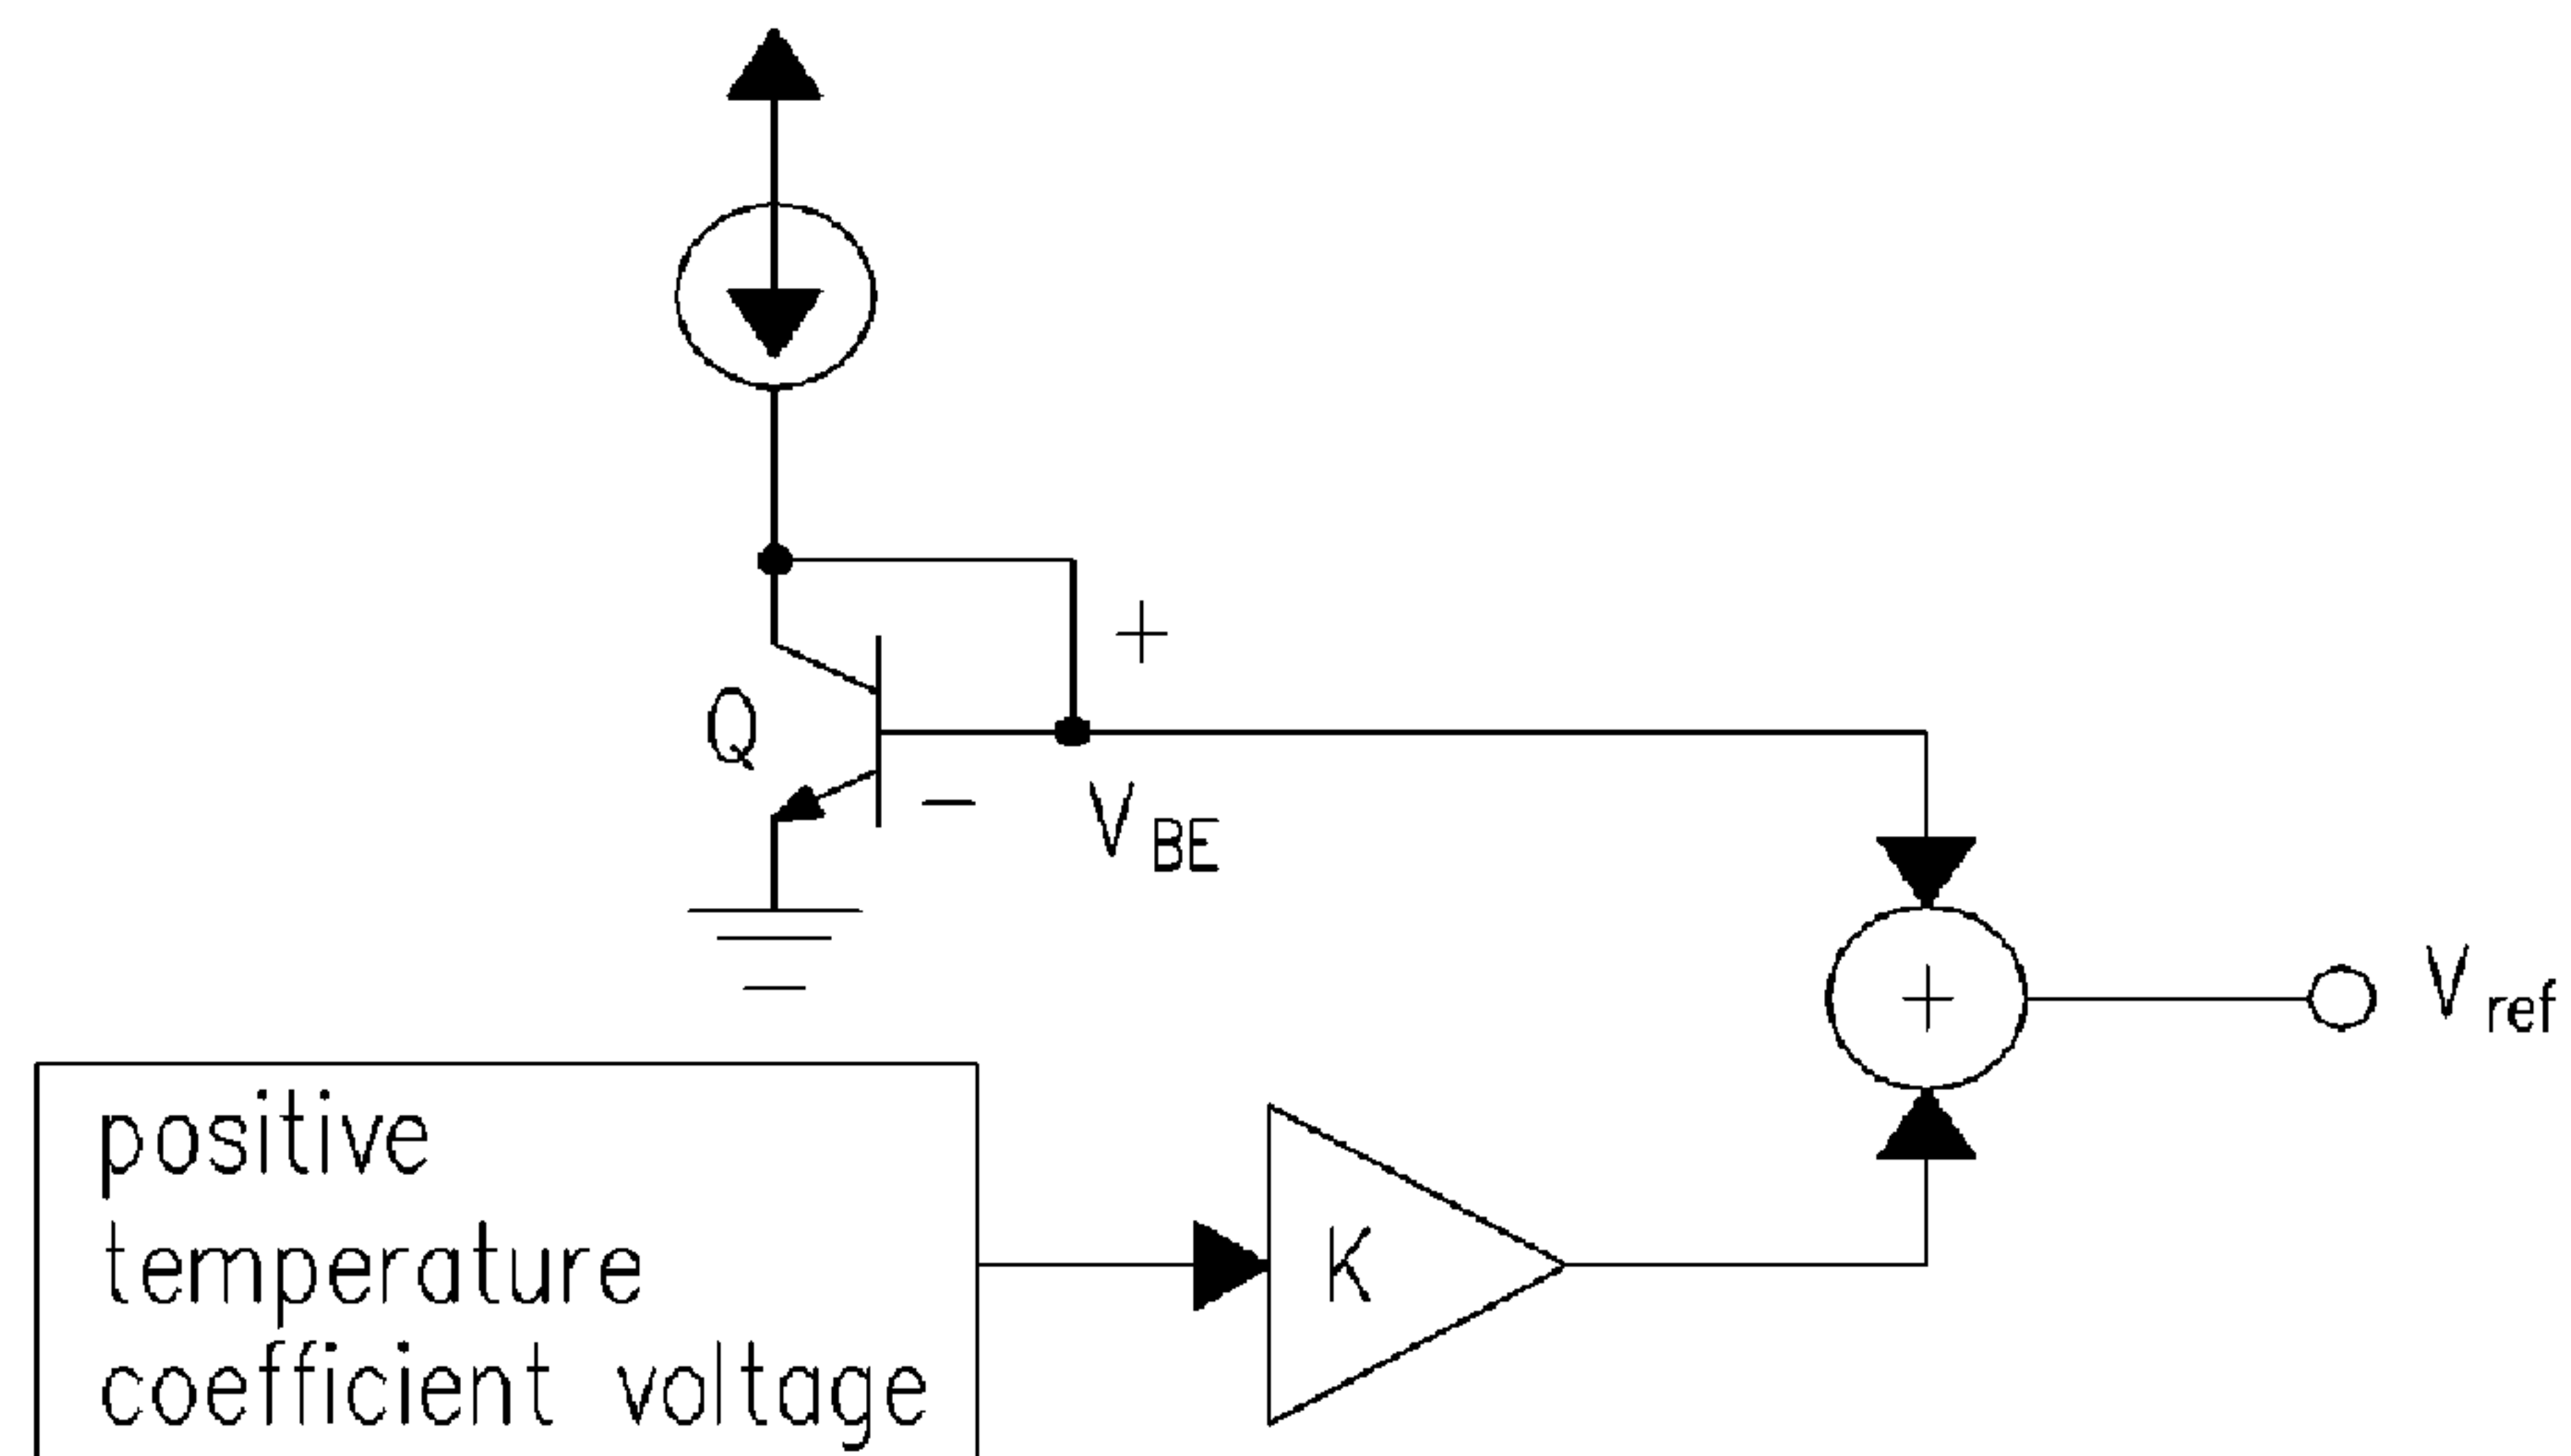 +
Q
−
V BE
+
V ref
positive
temperature
coefficient voltage
K